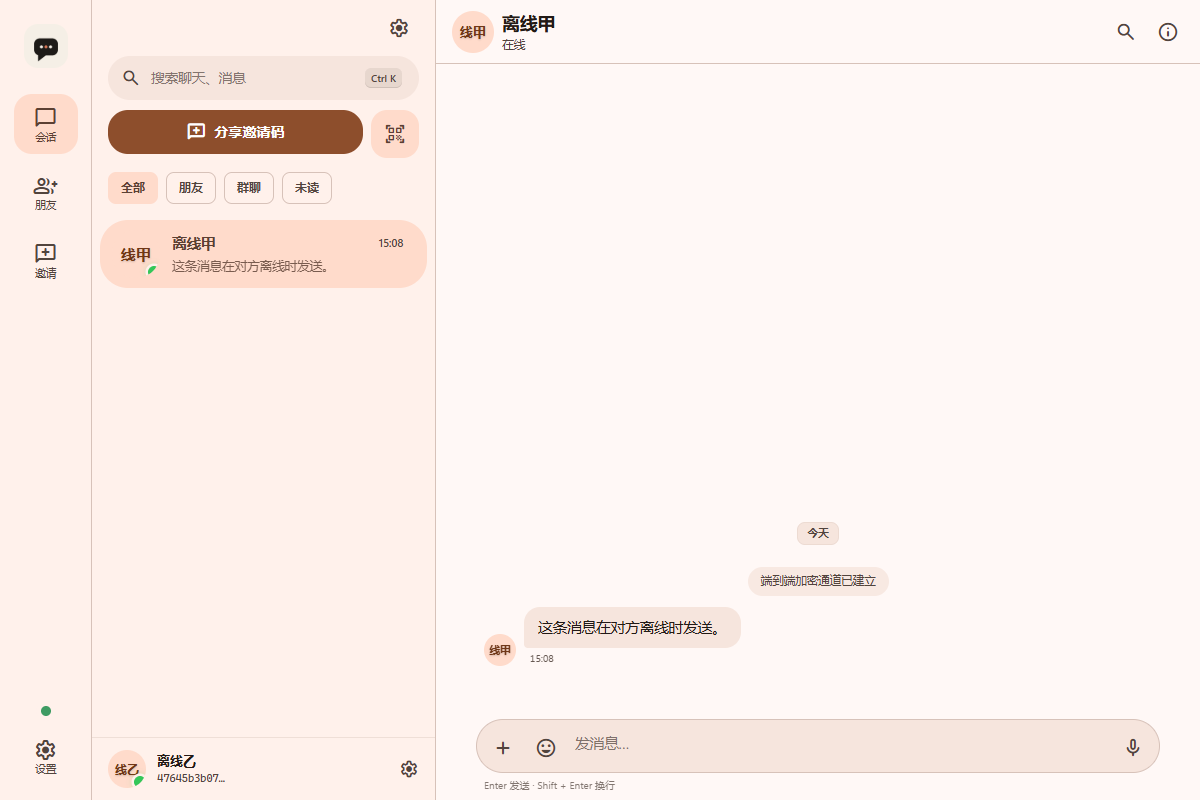 会话
朋友
邀请
设置
搜索聊天、消息
Ctrl K
分享邀请码
全部
朋友
群聊
未读
线甲
离线甲
15:08
这条消息在对方离线时发送。
线乙
离线乙
47645b3b07…
线甲
离线甲
在线
今天
端到端加密通道已建立
这条消息在对方离线时发送。
线甲
15:08
发消息…
Enter 发送 · Shift + Enter 换行